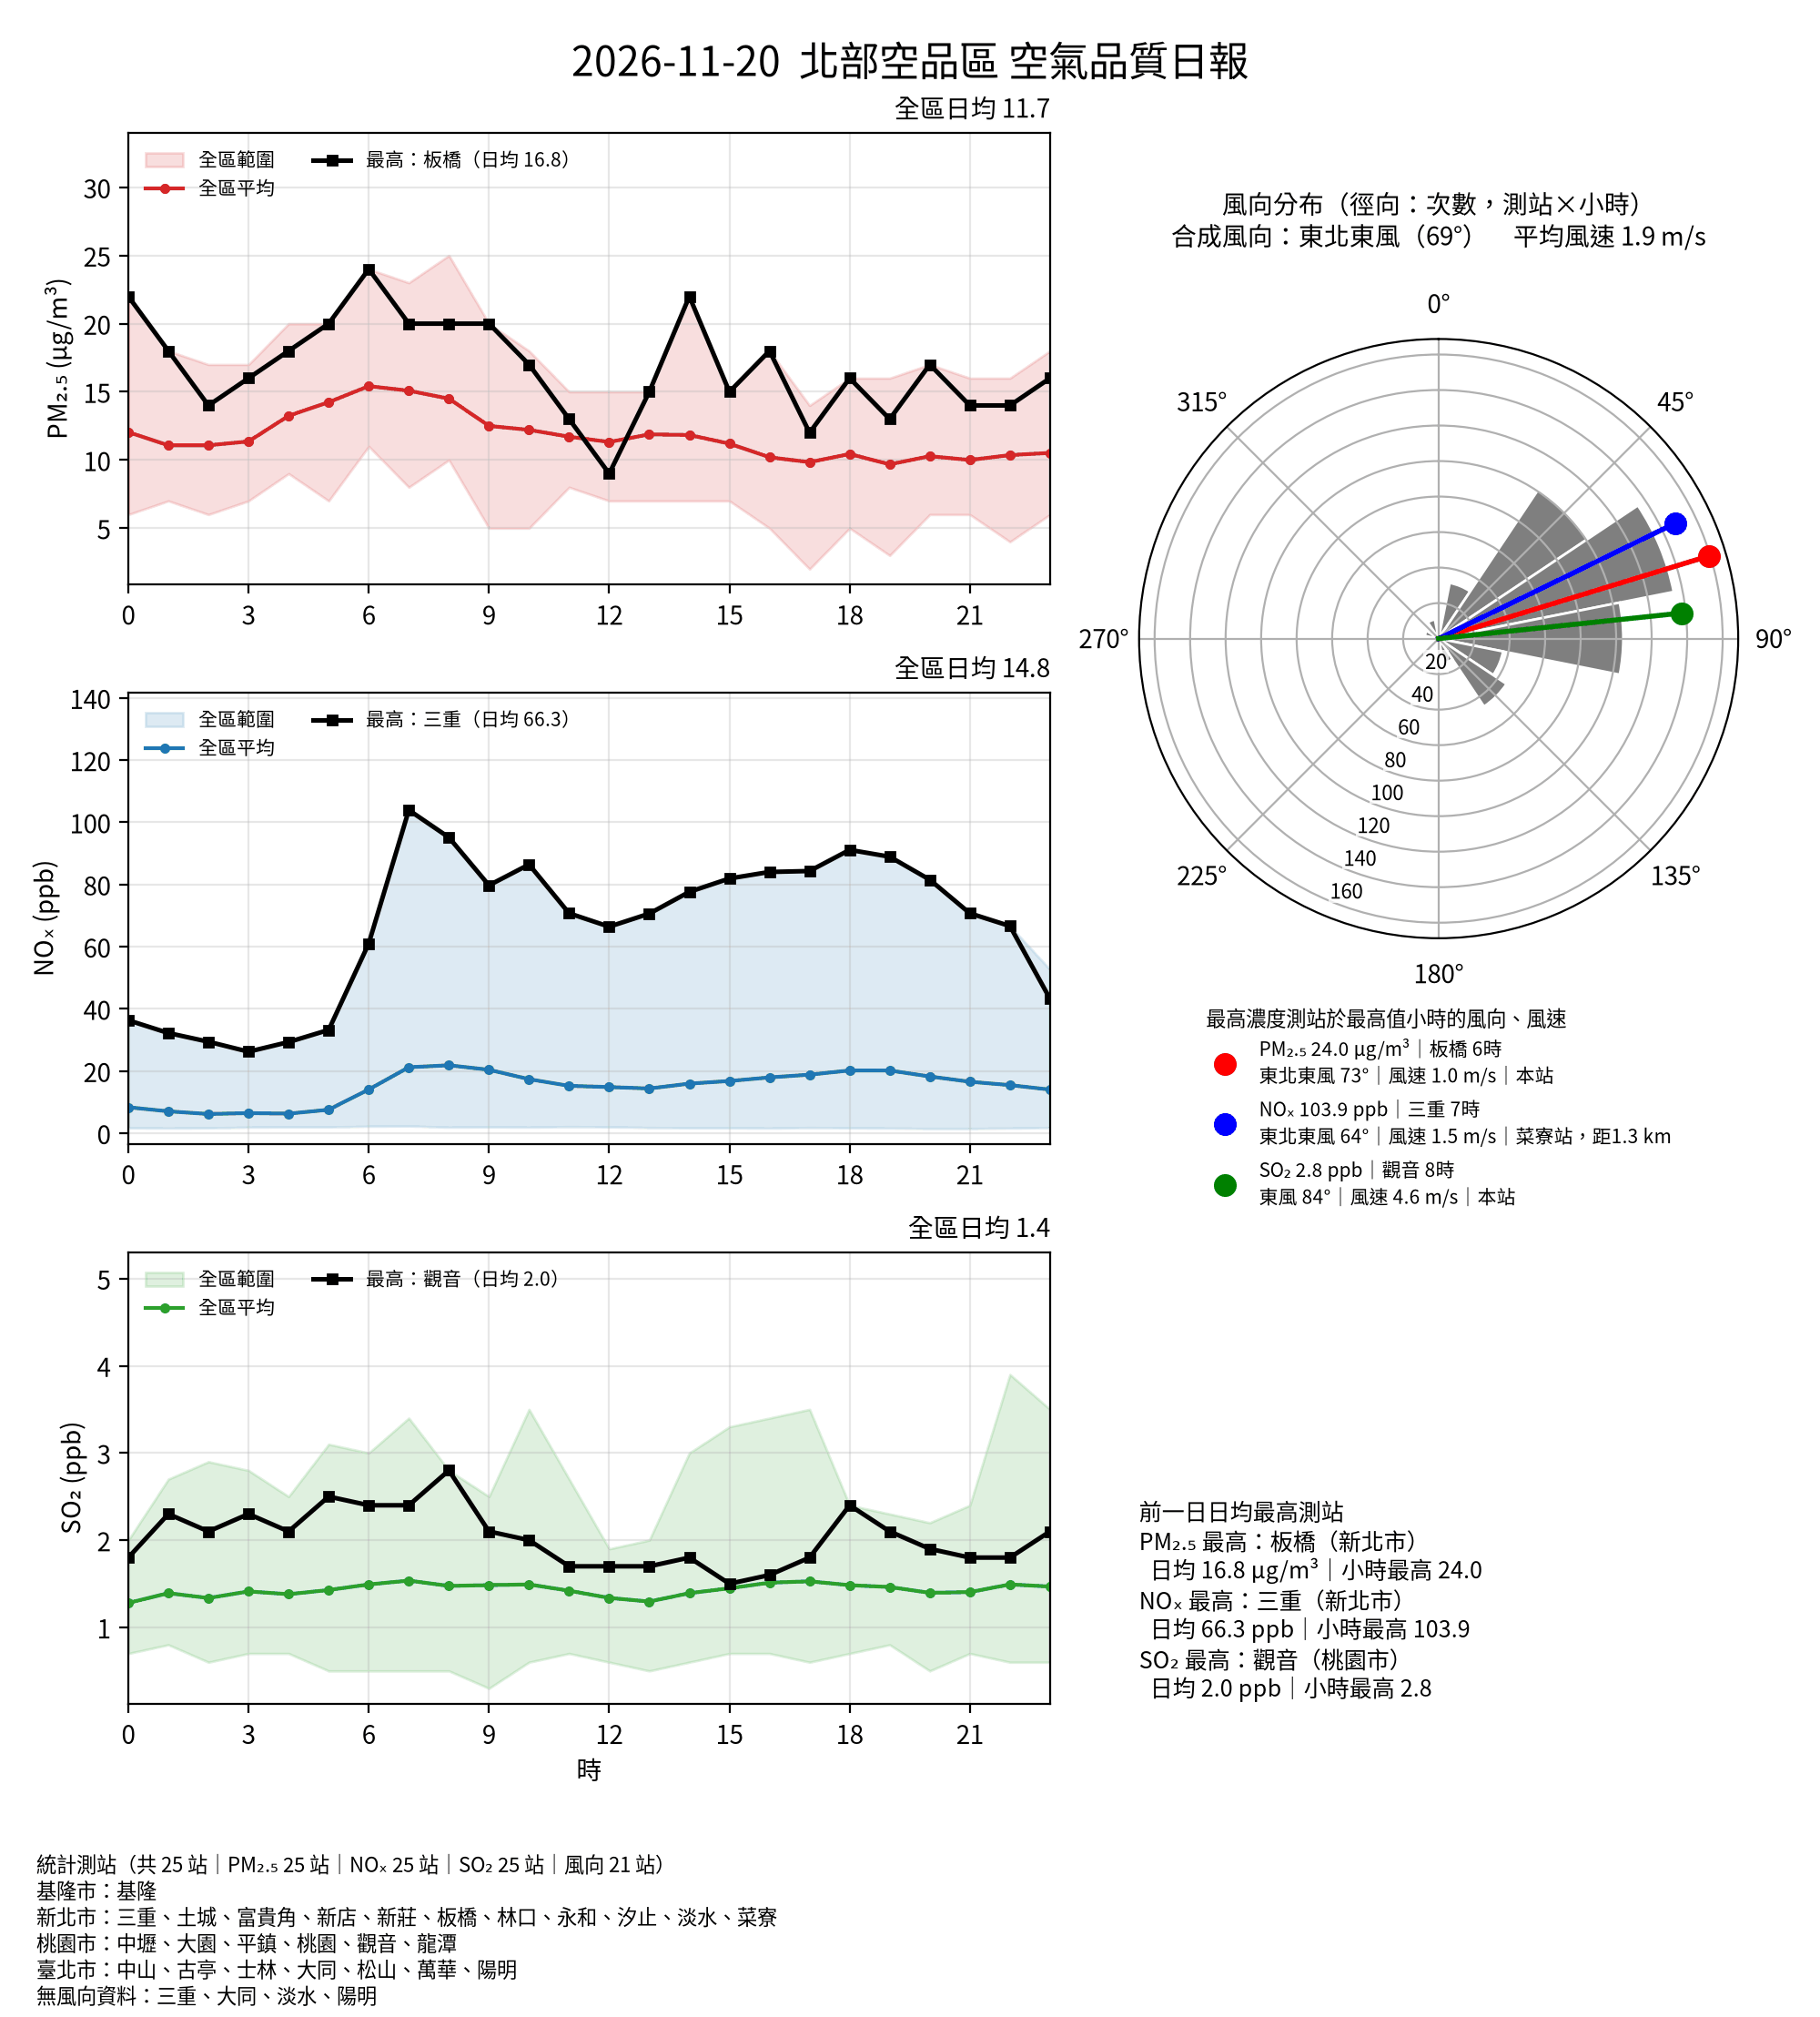 2026-11-20 北部空品區 空氣品質日報
全區日均 11.7
全區範圍
全區平均
最高：板橋（日均 16.8）
PM₂.₅ (μg/m³)
30
25
20
15
10
5
0 3 6 9 12 15 18 21
全區日均 14.8
全區範圍
全區平均
最高：三重（日均 66.3）
NOₓ (ppb)
140
120
100
80
60
40
20
0
0 3 6 9 12 15 18 21
全區日均 1.4
全區範圍
全區平均
最高：觀音（日均 2.0）
SO₂ (ppb)
5
4
3
2
1
0 3 6 9 12 15 18 21
時
風向分布（徑向：次數，測站×小時）
合成風向：東北東風（69°） 平均風速 1.9 m/s
0°
45°
90°
135°
180°
225°
270°
315°
20
40
60
80
100
120
140
160
最高濃度測站於最高值小時的風向、風速
PM₂.₅ 24.0 μg/m³｜板橋 6時
東北東風 73°｜風速 1.0 m/s｜本站
NOₓ 103.9 ppb｜三重 7時
東北東風 64°｜風速 1.5 m/s｜菜寮站，距1.3 km
SO₂ 2.8 ppb｜觀音 8時
東風 84°｜風速 4.6 m/s｜本站
前一日日均最高測站
PM₂.₅ 最高：板橋（新北市）
日均 16.8 μg/m³｜小時最高 24.0
NOₓ 最高：三重（新北市）
日均 66.3 ppb｜小時最高 103.9
SO₂ 最高：觀音（桃園市）
日均 2.0 ppb｜小時最高 2.8
統計測站（共 25 站｜PM₂.₅ 25 站｜NOₓ 25 站｜SO₂ 25 站｜風向 21 站）
基隆市：基隆
新北市：三重、土城、富貴角、新店、新莊、板橋、林口、永和、汐止、淡水、菜寮
桃園市：中壢、大園、平鎮、桃園、觀音、龍潭
臺北市：中山、古亭、士林、大同、松山、萬華、陽明
無風向資料：三重、大同、淡水、陽明